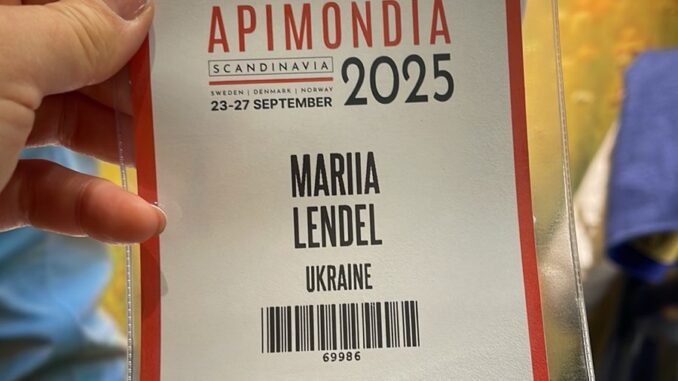 APIMONDIA
SCANDINAVIA
2025
SWEDEN | DENMARK | NORWAY
23-27 SEPTEMBER
MARIIA
LENDEL
UKRAINE
69986